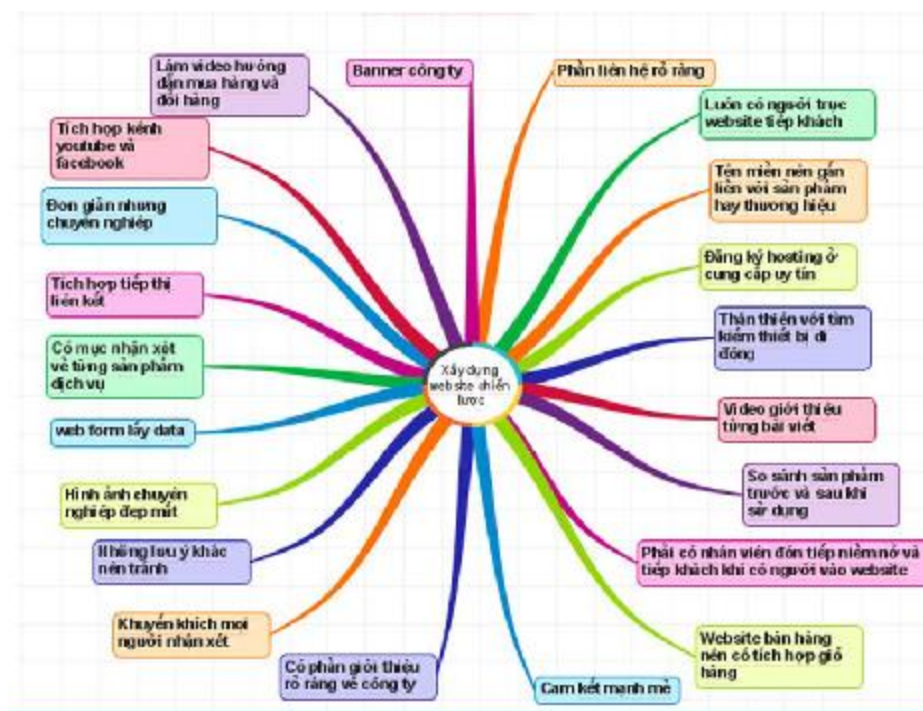 Xây dựng
website chiến
lược
Banner công ty
Phần liên hệ rõ ràng
Luôn có người trực
website tiếp khách
Tên miền nên gắn
liền với sản phẩm
hay thương hiệu
Đăng ký hosting ở
cung cấp uy tín
Thân thiện với tìm
kiếm thiết bị di
động
Video giới thiệu
từng bài viết
So sánh sản phẩm
trước và sau khi
sử dụng
Phải có nhân viên đón tiếp niềm nở và
tiếp khách khi có người vào website
Website bán hàng
nên có tích hợp giỏ
hàng
Cam kết mạnh mẽ
Có phần giới thiệu
rõ ràng về công ty
Khuyến khích mọi
người nhận xét
Những lưu ý khác
nên tránh
Hình ảnh chuyên
nghiệp đẹp mắt
web form lấy data
Có mục nhận xét
về từng sản phẩm
dịch vụ
Tích hợp tiếp thị
liên kết
Đơn giản nhưng
chuyên nghiệp
Tích hợp kênh
youtube và
facebook
Làm video hướng
dẫn mua hàng và
đổi hàng